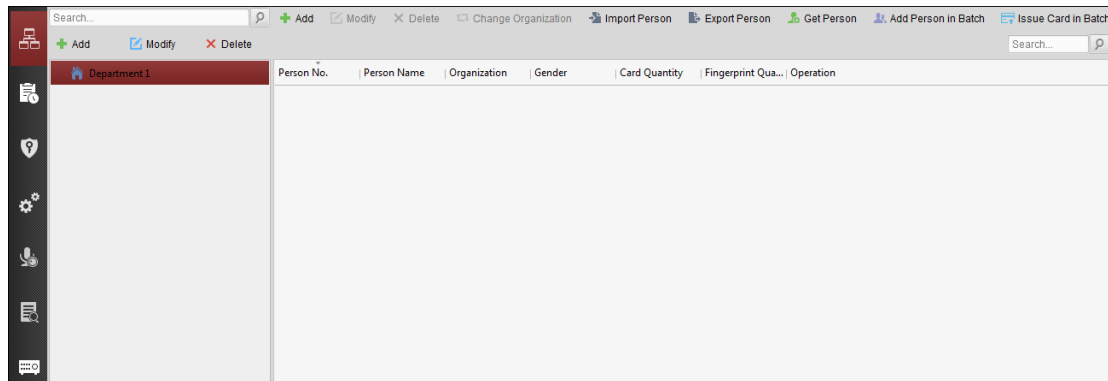 Search...
Add Modify Delete Change Organization Import Person Export Person Get Person Add Person in Batch Issue Card in Batch
Add Modify Delete
Search...
Department 1
Person No. Person Name Organization Gender Card Quantity Fingerprint Qua... Operation